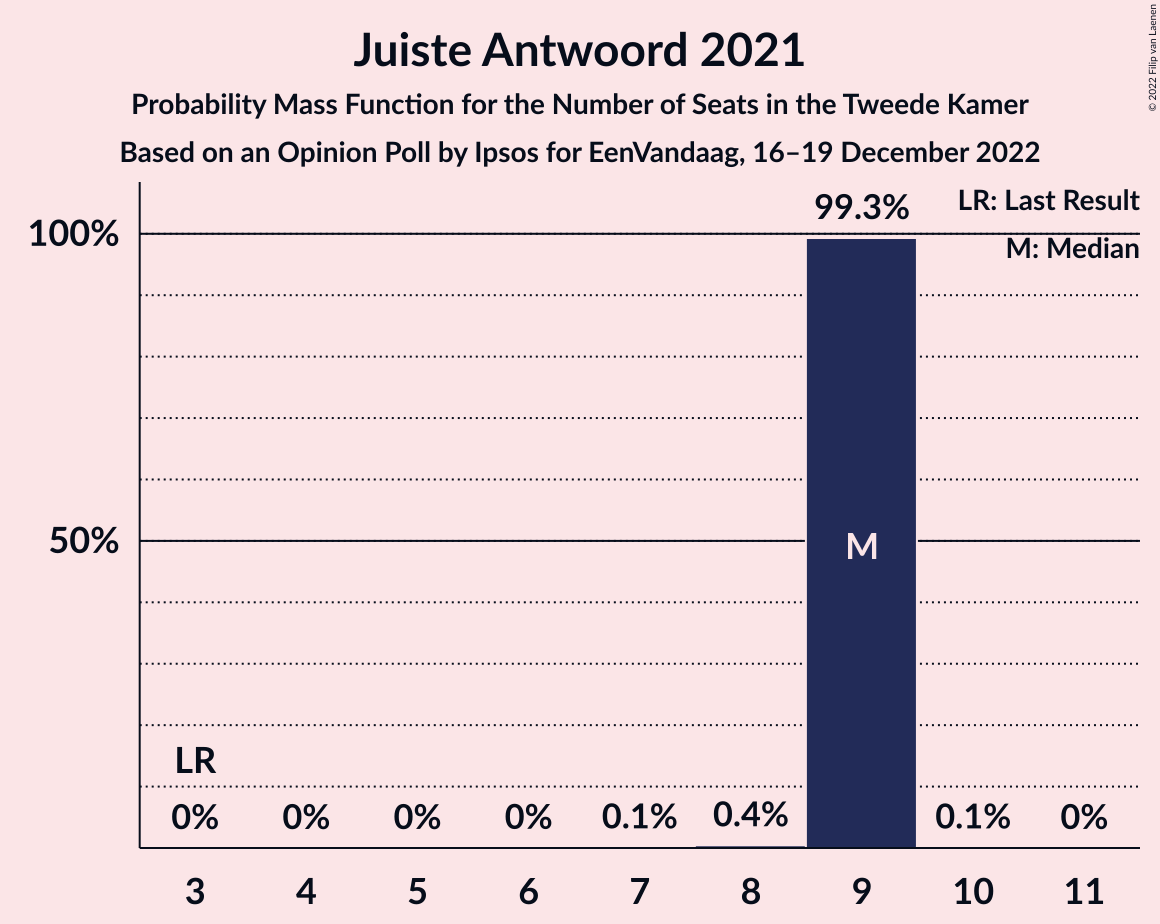 Juiste Antwoord 2021
Probability Mass Function for the Number of Seats in the Tweede Kamer
Based on an Opinion Poll by Ipsos for EenVandaag, 16–19 December 2022
© 2022 Filip van Laenen
LR: Last Result
M: Median
100%
50%
99.3%
M
LR
0%
0%
0%
0%
0.1%
0.4%
0.1%
0%
3
4
5
6
7
8
9
10
11